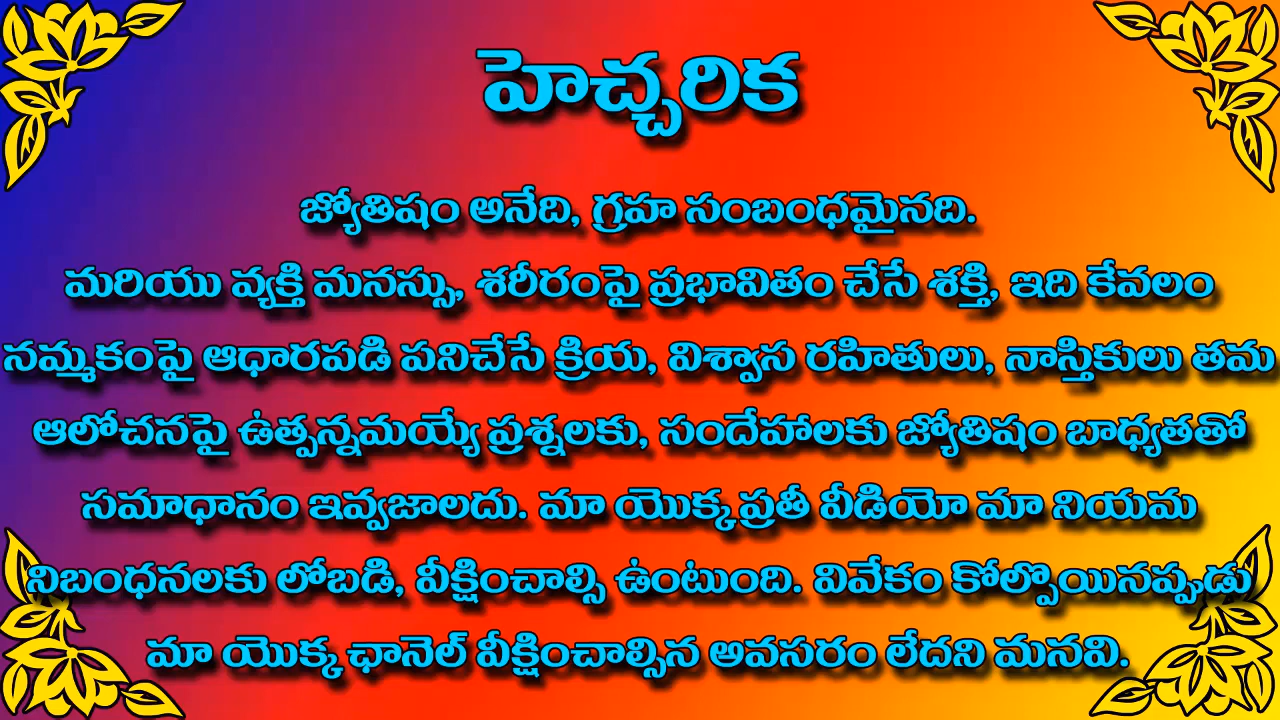 హెచ్చరిక
జ్యోతిషం అనేది, గ్రహ సంబంధమైనది.
మరియు వ్యక్తి మనస్సు, శరీరంపై ప్రభావితం చేసే శక్తి, ఇది కేవలం
నమ్మకంపై ఆధారపడి పనిచేసే క్రియ, విశ్వాస రహితులు, నాస్తికులు తమ
ఆలోచనపై ఉత్పన్నమయ్యే ప్రశ్నలకు, సందేహాలకు జ్యోతిషం బాధ్యతతో
సమాధానం ఇవ్వజాలదు. మా యొక్క ప్రతీ వీడియో మా నియమ
నిబంధనలకు లోబడి, వీక్షించాల్సి ఉంటుంది. వివేకం కోల్పొయినప్పుడు
మా యొక్క ఛానెల్ వీక్షించాల్సిన అవసరం లేదని మనవి.